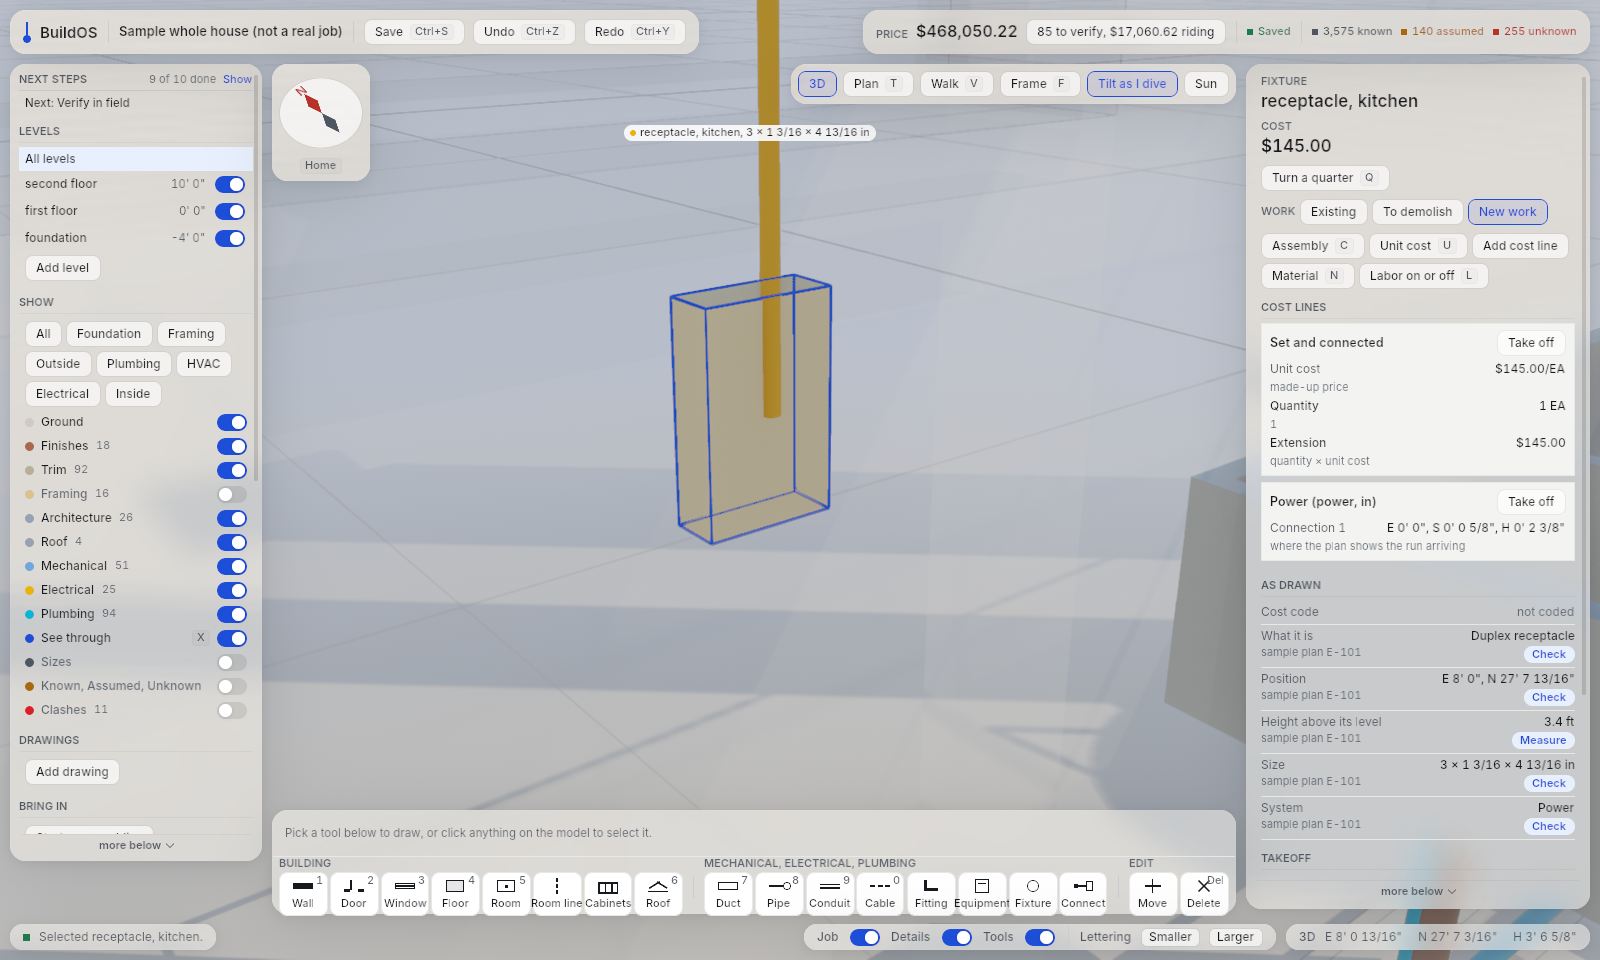 BuildOS
Sample whole house (not a real job)
Save Ctrl+S
Undo Ctrl+Z
Redo Ctrl+Y
PRICE $468,050.22
85 to verify, $17,060.62 riding
Saved
3,575 known
140 assumed
255 unknown
NEXT STEPS 9 of 10 done Show
Next: Verify in field
LEVELS
All levels
second floor 10' 0"
first floor 0' 0"
foundation -4' 0"
Add level
SHOW
All Foundation Framing
Outside Plumbing HVAC
Electrical Inside
Ground
Finishes 18
Trim 92
Framing 16
Architecture 26
Roof 4
Mechanical 51
Electrical 25
Plumbing 94
See through X
Sizes
Known, Assumed, Unknown
Clashes 11
DRAWINGS
Add drawing
BRING IN
more below
N
Home
3D
Plan T
Walk V
Frame F
Tilt as I dive
Sun
receptacle, kitchen, 3 × 1 3/16 × 4 13/16 in
FIXTURE
receptacle, kitchen
COST
$145.00
Turn a quarter Q
WORK Existing To demolish New work
Assembly C Unit cost U Add cost line
Material N Labor on or off L
COST LINES
Set and connected Take off
Unit cost $145.00/EA
made-up price
Quantity 1 EA
1
Extension $145.00
quantity × unit cost
Power (power, in) Take off
Connection 1 E 0' 0", S 0' 0 5/8", H 0' 2 3/8"
where the plan shows the run arriving
AS DRAWN
Cost code not coded
What it is Duplex receptacle
sample plan E-101 Check
Position E 8' 0", N 27' 7 13/16"
sample plan E-101 Check
Height above its level 3.4 ft
sample plan E-101 Measure
Size 3 × 1 3/16 × 4 13/16 in
sample plan E-101 Check
System Power
sample plan E-101 Check
TAKEOFF
more below
Pick a tool below to draw, or click anything on the model to select it.
BUILDING
Wall 1
Door 2
Window 3
Floor 4
Room 5
Room line
Cabinets
Roof 6
MECHANICAL, ELECTRICAL, PLUMBING
Duct 7
Pipe 8
Conduit 9
Cable 0
Fitting
Equipment
Fixture
Connect
EDIT
Move
Delete Del
Selected receptacle, kitchen.
Job Details Tools
Lettering Smaller Larger
3D E 8' 0 13/16" N 27' 7 3/16" H 3' 6 5/8"